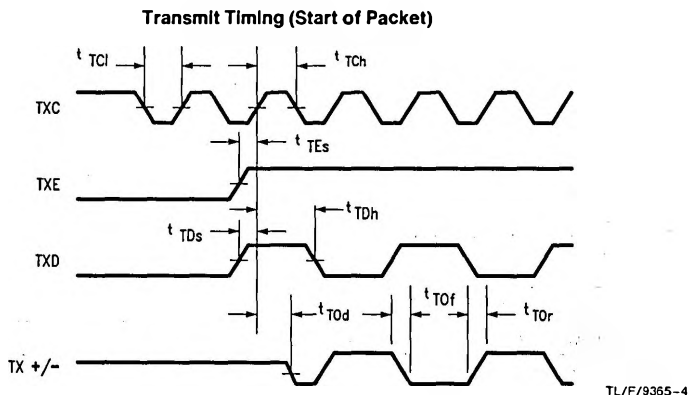 Transmit Timing (Start of Packet)
t TCl
t TCh
TXC
t TEs
TXE
t TDh
t TDs
TXD
t TOd
t TOf
t TOr
TX +/-
TL/F/9365-4